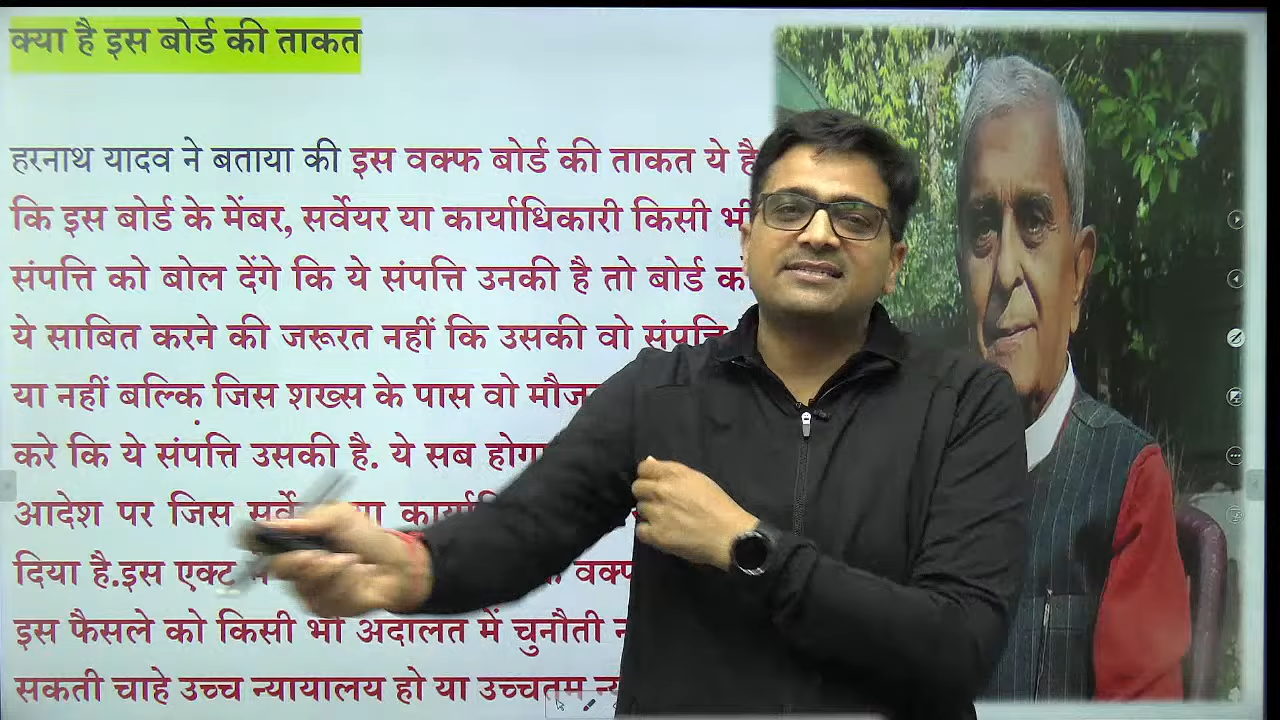 क्या है इस बोर्ड की ताकत
हरनाथ यादव ने बताया की इस वक्फ बोर्ड की ताकत ये है
कि इस बोर्ड के मेंबर, सर्वेयर या कार्याधिकारी किसी भी
संपत्ति को बोल देंगे कि ये संपत्ति उनकी है तो बोर्ड को
ये साबित करने की जरूरत नहीं कि उसकी वो संपत्ति
या नहीं बल्कि जिस शख्स के पास वो
करे कि ये संपत्ति उसकी है. ये सब
आदेश पर जिस
दिया है.इस एक्ट
इस फैसले को किसी भी अदालत में चुनौती
सकती चाहे उच्च न्यायालय हो या उच्चतम